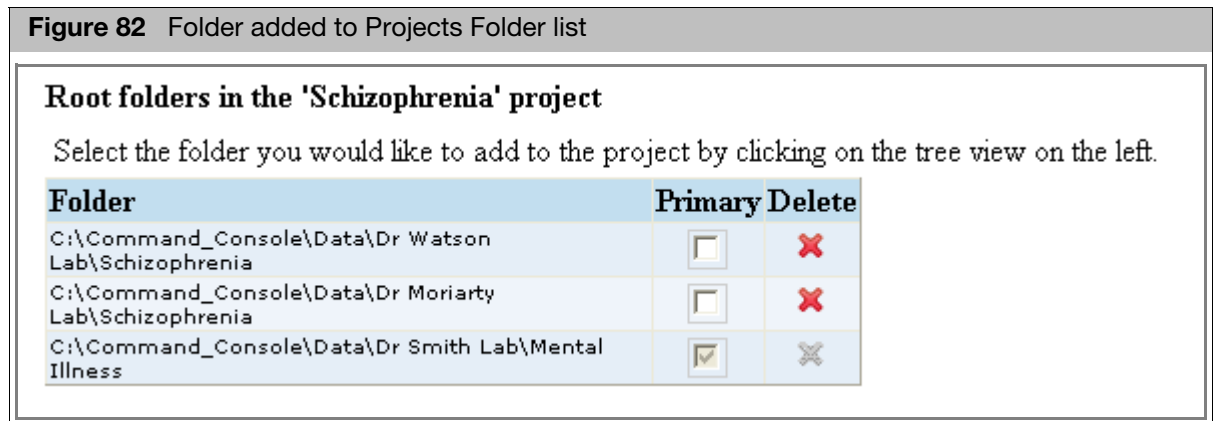 Figure 82 Folder added to Projects Folder list
Root folders in the 'Schizophrenia' project
Select the folder you would like to add to the project by clicking on the tree view on the left.
Folder Primary Delete
C:\Command_Console\Data\Dr Watson
Lab\Schizophrenia
C:\Command_Console\Data\Dr Moriarty
Lab\Schizophrenia
C:\Command_Console\Data\Dr Smith Lab\Mental
Illness